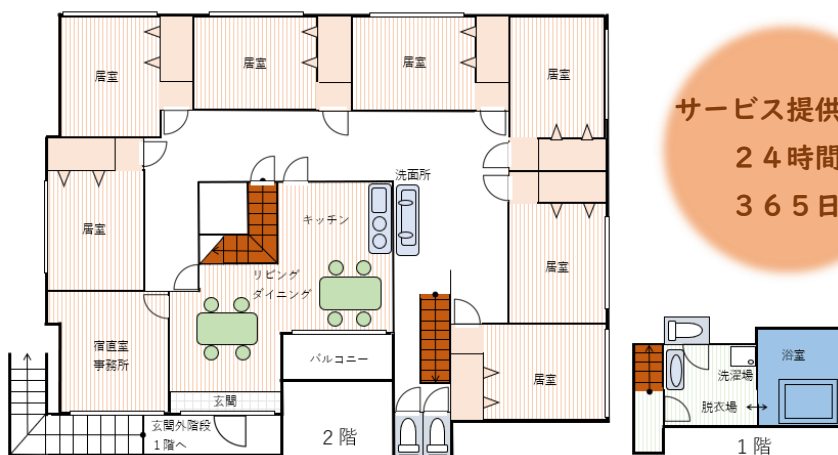 居室
居室
居室
居室
サービス提供
24時間
365日
洗面所
キッチン
居室
居室
リビング
ダイニング
宿直室
事務所
バルコニー
居室
玄関
玄関外階段
1階へ
2階
浴室
洗濯場
脱衣場
1階